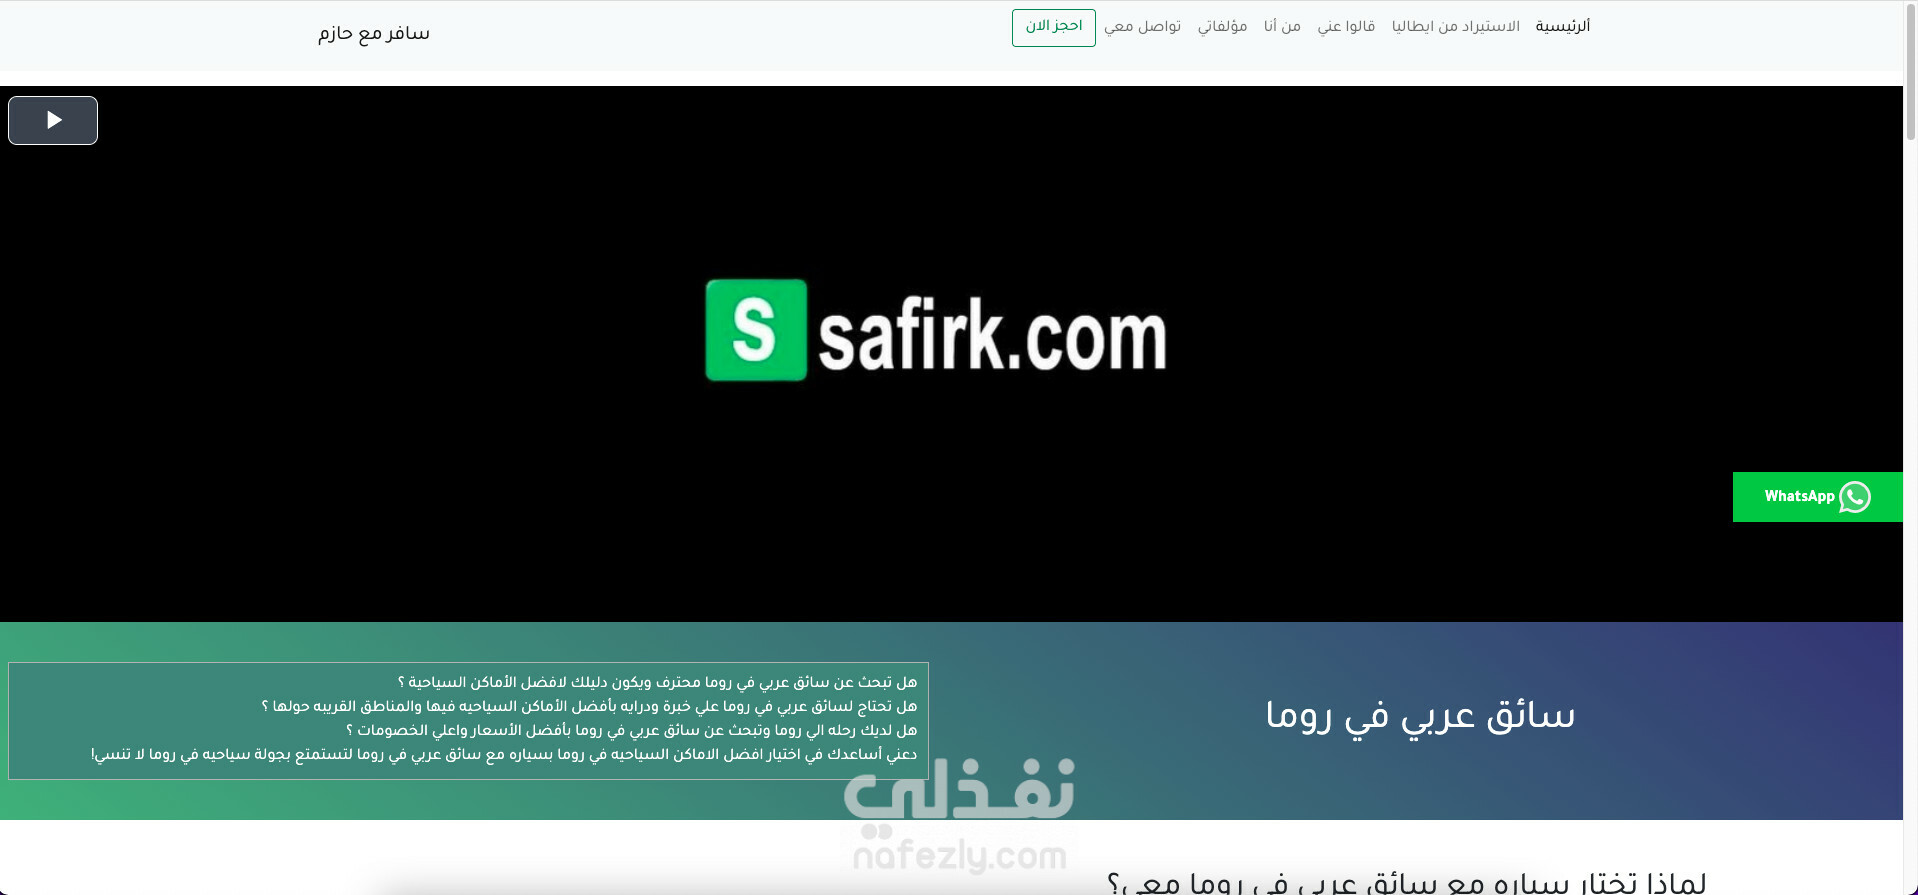 سافر مع حازم
ألرئيسية
الاستيراد من ايطاليا
قالوا عني
من أنا
مؤلفاتي
تواصل معي
احجز الان
S safirk.com
WhatsApp
سائق عربي في روما
هل تبحث عن سائق عربي في روما محترف ويكون دليلك لافضل الأماكن السياحية ؟
هل تحتاج لسائق عربي في روما علي خبرة ودرايه بأفضل الأماكن السياحيه فيها والمناطق القريبه حولها ؟
هل لديك رحله الي روما وتبحث عن سائق عربي في روما بأفضل الأسعار واعلي الخصومات ؟
دعني أساعدك في اختيار افضل الاماكن السياحيه في روما بسياره مع سائق عربي في روما لتستمتع بجولة سياحيه في روما لا تنسي!
نفذلي
nafezly.com
لماذا تختار سياره مع سائق عربي في روما معي؟